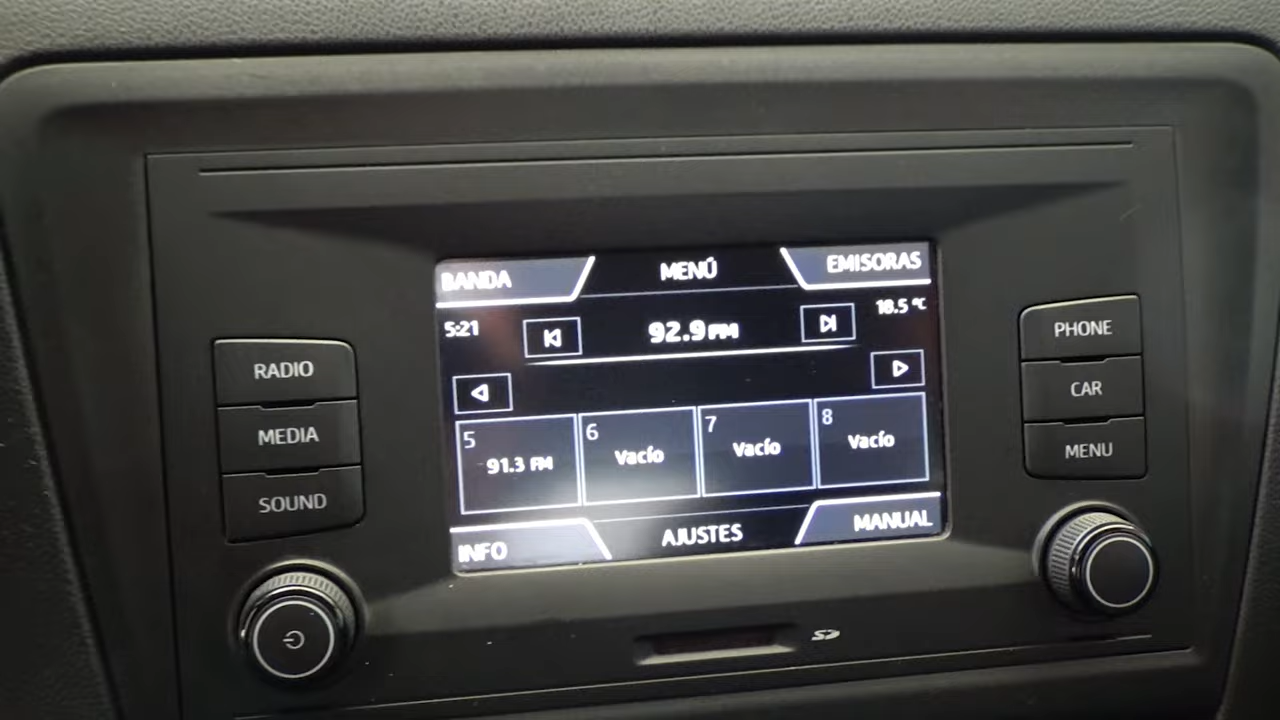 BANDA MENÚ EMISORAS
5:21 92.9 FM 18.5 °C
5 6 7 8
91.3 FM Vacío Vacío Vacío
INFO AJUSTES MANUAL
RADIO
MEDIA
SOUND
PHONE
CAR
MENU
SD